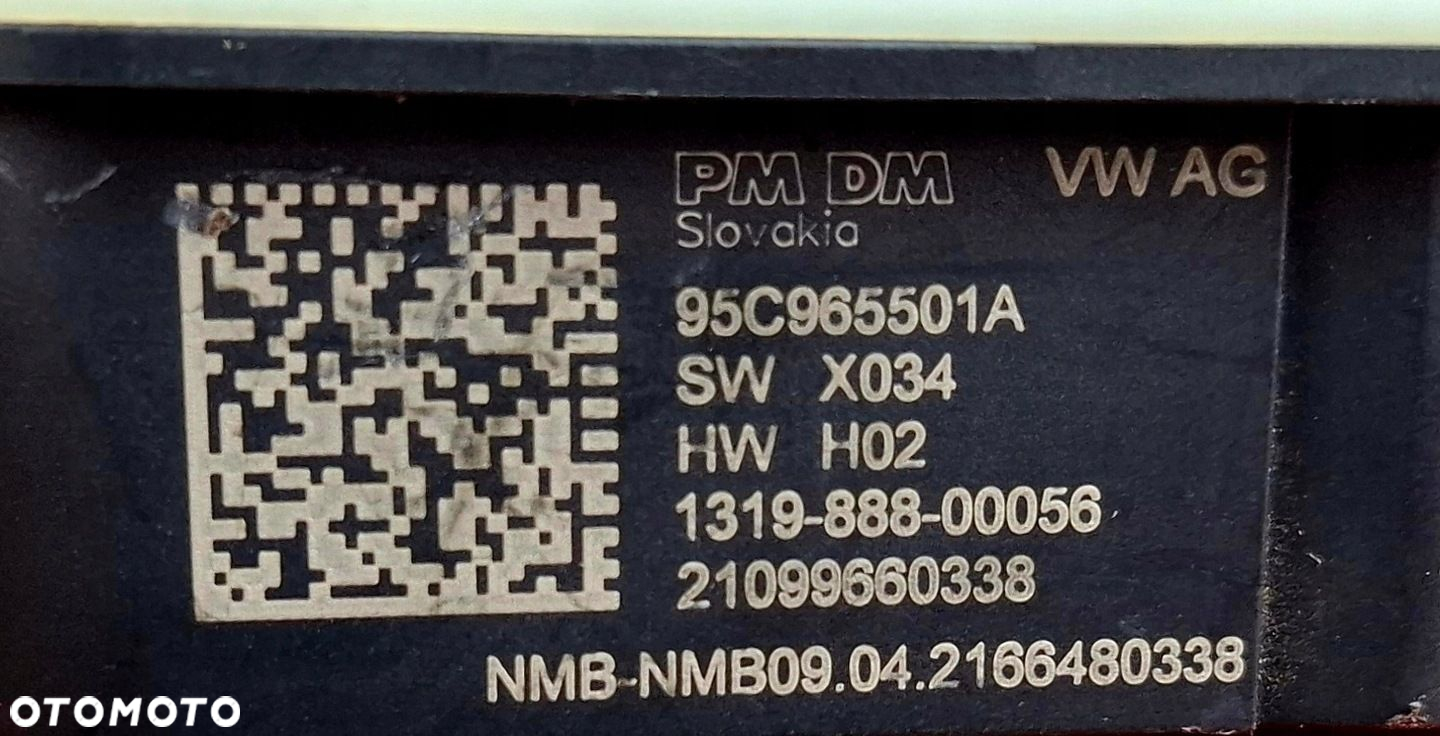 PM DM VW AG
Slovakia
95C965501A
SW X034
HW H02
1319-888-00056
21099660338
NMB-NMB09.04.2166480338
OTOMOTO